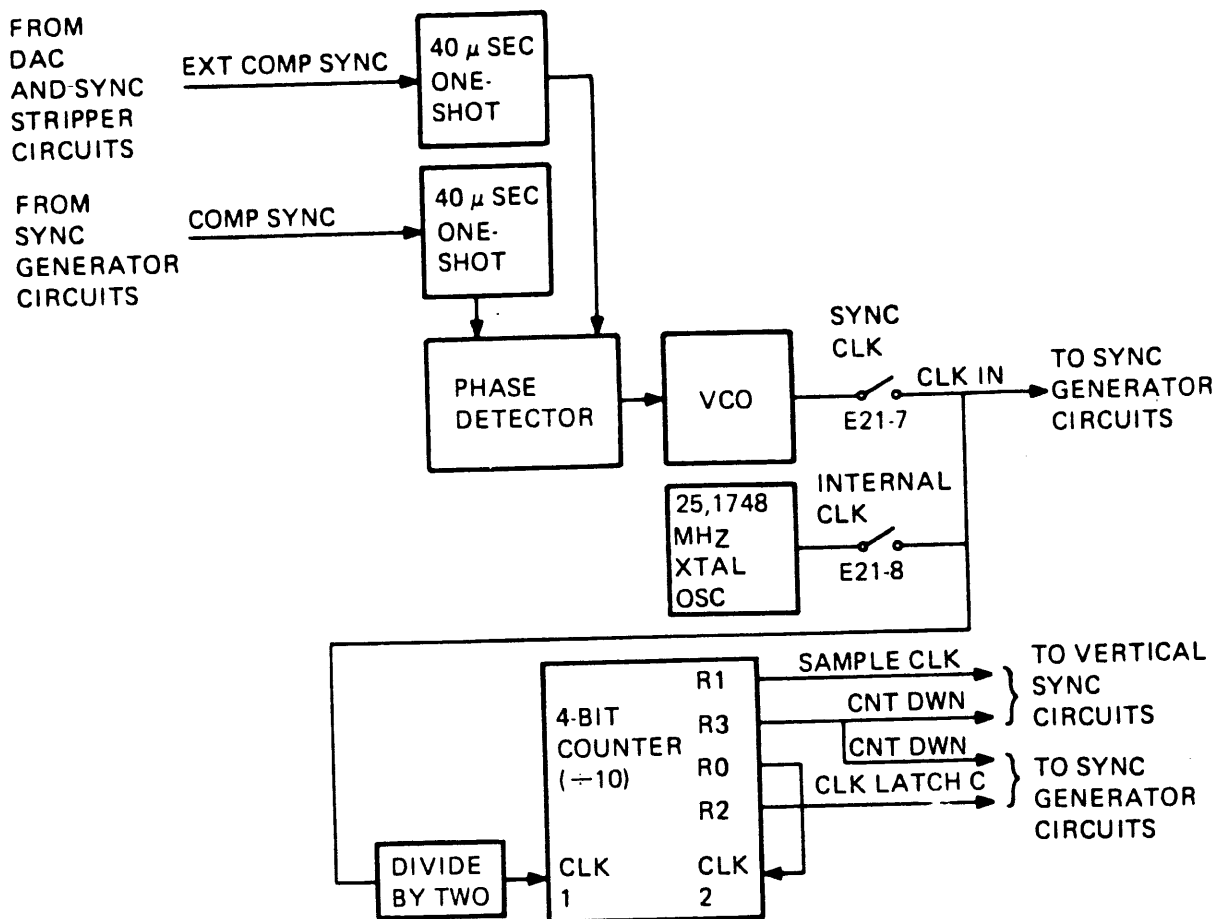 FROM
DAC
AND-SYNC
STRIPPER
CIRCUITS
EXT COMP SYNC
40 μ SEC
ONE-
SHOT
FROM
SYNC
GENERATOR
CIRCUITS
COMP SYNC
40 μ SEC
ONE-
SHOT
PHASE
DETECTOR
VCO
SYNC
CLK
E21-7
CLK IN
TO SYNC
GENERATOR
CIRCUITS
25,1748
MHZ
XTAL
OSC
INTERNAL
CLK
E21-8
DIVIDE
BY TWO
4-BIT
COUNTER
(÷10)
CLK
1
R1
R3
R0
R2
CLK
2
SAMPLE CLK
CNT DWN
CNT DWN
CLK LATCH C
TO VERTICAL
SYNC
CIRCUITS
TO SYNC
GENERATOR
CIRCUITS